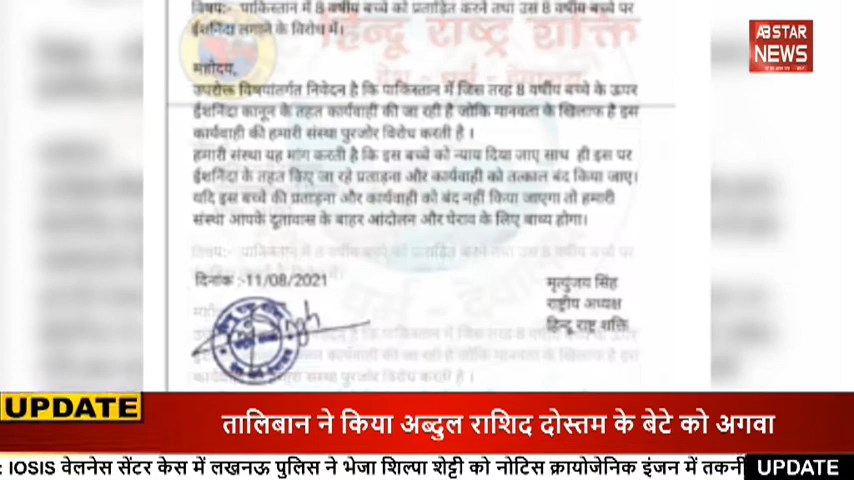 विषय:- पाकिस्तान में 8 वर्षीय बच्चे को प्रताड़ित करने तथा उस 8 वर्षीय बच्चे पर
ईशनिंदा लगाने के विरोध में।
हिन्दू राष्ट्र शक्ति
AB STAR
NEWS
महोदय,
उपरोक्त विषयांतर्गत निवेदन है कि पाकिस्तान में जिस तरह 8 वर्षीय बच्चे के ऊपर
ईशनिंदा कानून के तहत कार्यवाही की जा रही है जोकि मानवता के खिलाफ है इस
कार्यवाही की हमारी संस्था पुरजोर विरोध करती है ।
हमारी संस्था यह मांग करती है कि इस बच्चे को न्याय दिया जाए साथ ही इस पर
ईशनिंदा के तहत किए जा रहे प्रताड़ना और कार्यवाही को तत्काल बंद किया जाए।
यदि इस बच्चे की प्रताड़ना और कार्यवाही को बंद नहीं किया जाएगा तो हमारी
संस्था आपके दूतावास के बाहर आंदोलन और घेराव के लिए बाध्य होगा।
दिनांक :-11/08/2021
मृत्युंजय सिंह
राष्ट्रीय अध्यक्ष
हिन्दू राष्ट्र शक्ति
UPDATE
तालिबान ने किया अब्दुल राशिद दोस्तम के बेटे को अगवा
: IOSIS वेलनेस सेंटर केस में लखनऊ पुलिस ने भेजा शिल्पा शेट्टी को नोटिस क्रायोजेनिक इंजन में तकनी
UPDATE